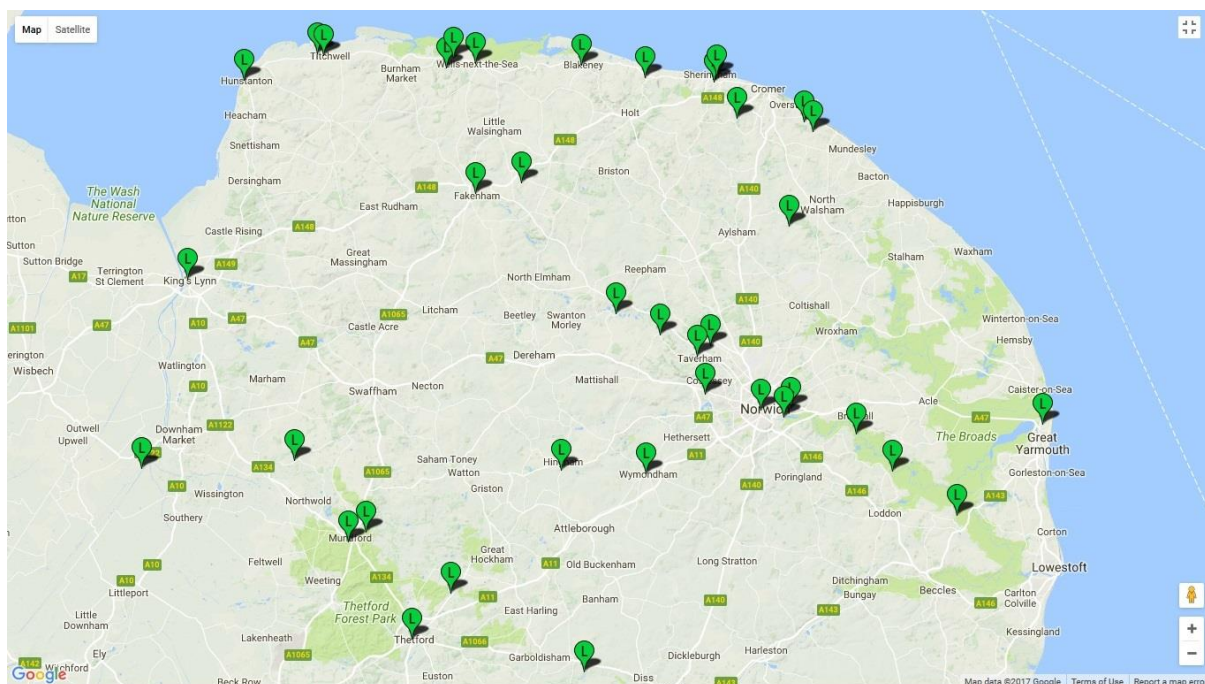 Map
Satellite
L
L
L
L
L
L
L
L
L
L
L
L
L
L
Hunstanton
Titchwell
Burnham
Market
Wells-next-the-Sea
Blakeney
Sheringham
Cromer
A148
Heacham
Holt
Little
Walsingham
A148
Mundesley
Snettisham
Dersingham
L
L
Briston
Bacton
The Wash
National
Nature Reserve
A148
Fakenham
A140
East Rudham
North
Walsham
Happisburgh
L
Castle Rising
A148
Aylsham
Sutton
Sutton Bridge
Great
Massingham
Waxham
Stalham
A17
Terrington
St Clement
L
King's Lynn
A149
North Elmham
Reepham
L
A140
Coltishall
A1101
A47
A10
A47
A1065
Castle Acre
Litcham
Beetley
Swanton
Morley
L
L
L
Wroxham
Winterton-on-Sea
Hemsby
A47
A140
Wisbech
Watlington
A47
Dereham
Taverham
A10
Marham
Swaffham
Necton
Mattishall
L
L
L
L
Caister-on-Sea
Acle
L
L
A47
Norwich
A47
Outwell
Upwell
Downham
Market
A1122
Hethersett
The Broads
Great
Yarmouth
L
L
L
L
L
A134
A1065
Saham Toney
Watton
Hingham
A11
A146
Poringland
Gorleston-on-Sea
Wymondham
A10
Wissington
Northwold
Griston
A140
A146
L
A143
Southery
L
L
Mundford
Attleborough
Loddon
Corton
Feltwell
Great
Hockham
A10
A11
Old Buckenham
Long Stratton
Lowestoft
A10
Littleport
Weeting
A134
L
Ditchingham
Bungay
Beccles
Carlton
Colville
Thetford
Forest Park
A11
East Harling
Banham
A140
A143
A146
Little
Downham
L
Kessingland
Lakenheath
Thetford
A1066
Ely
A1065
L
Garboldisham
Dickleburgh
Harleston
A142
Witchford
Beck Row
Euston
Diss
A143
Google
Map data ©2017 Google
Terms of Use
Report a map error